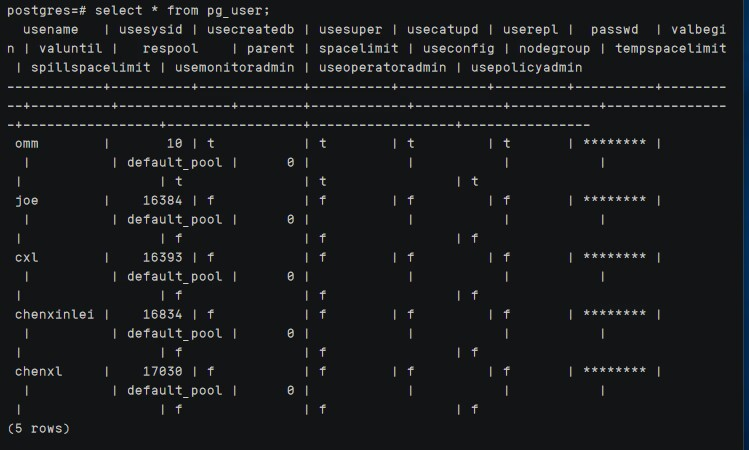 postgres=# select * from pg_user;
  usename   | usesysid | usecreatedb | usesuper | usecatupd | userepl |  passwd  | valbegi
n | valuntil |   respool    | parent | spacelimit | useconfig | nodegroup | tempspacelimit
 | spillspacelimit | usemonitoradmin | useoperatoradmin | usepolicyadmin
------------+----------+-------------+----------+-----------+---------+----------+--------
--+----------+--------------+--------+------------+-----------+-----------+---------------
-+-----------------+-----------------+------------------+----------------
 omm        |       10 | t           | t        | t         | t       | ******** |
  |          | default_pool |      0 |            |           |           |
 |                 | t               | t                | t
 joe        |    16384 | f           | f        | f         | f       | ******** |
  |          | default_pool |      0 |            |           |           |
 |                 | f               | f                | f
 cxl        |    16393 | f           | f        | f         | f       | ******** |
  |          | default_pool |      0 |            |           |           |
 |                 | f               | f                | f
 chenxinlei |    16834 | f           | f        | f         | f       | ******** |
  |          | default_pool |      0 |            |           |           |
 |                 | f               | f                | f
 chenxl     |    17030 | f           | f        | f         | f       | ******** |
  |          | default_pool |      0 |            |           |           |
 |                 | f               | f                | f
(5 rows)